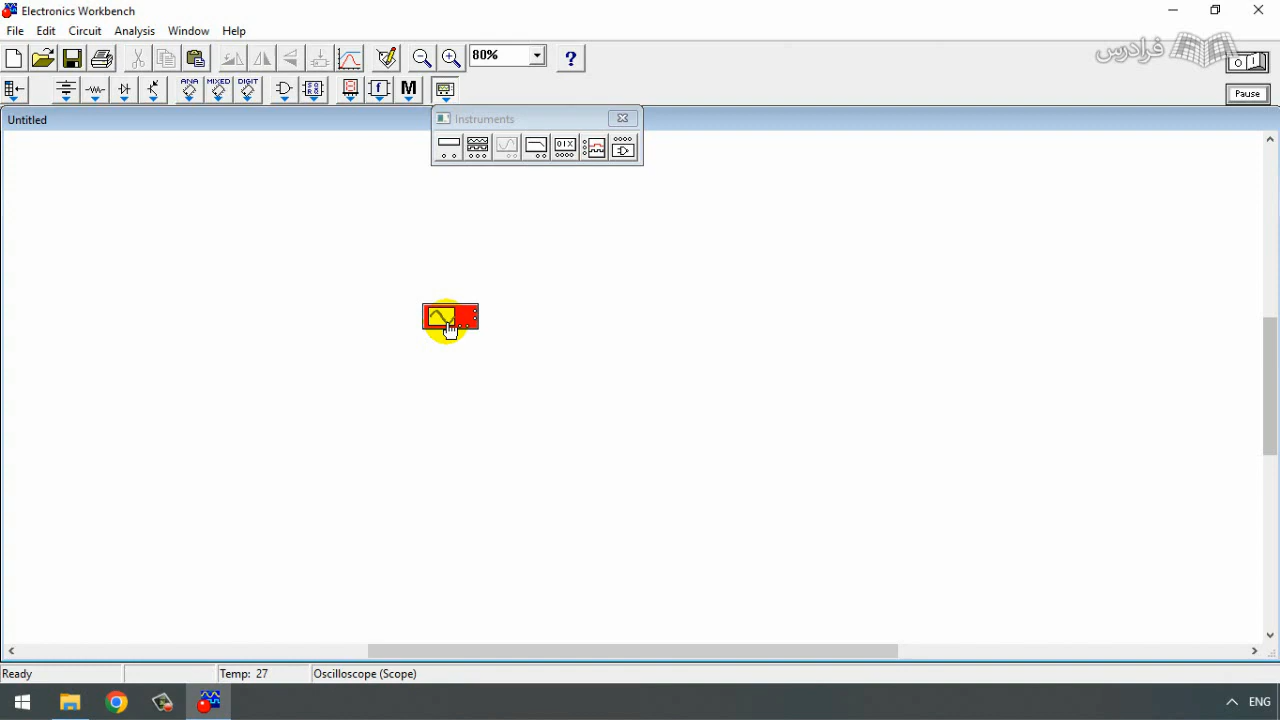 Electronics Workbench
File Edit Circuit Analysis Window Help
فرادرس
80%
?
ANA MIXED DIGIT
f
M
Pause
Untitled
Instruments
Ready
Temp: 27
Oscilloscope (Scope)
ENG